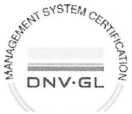 MANAGEMENT SYSTEM CERTIFICATION
DNV·GL